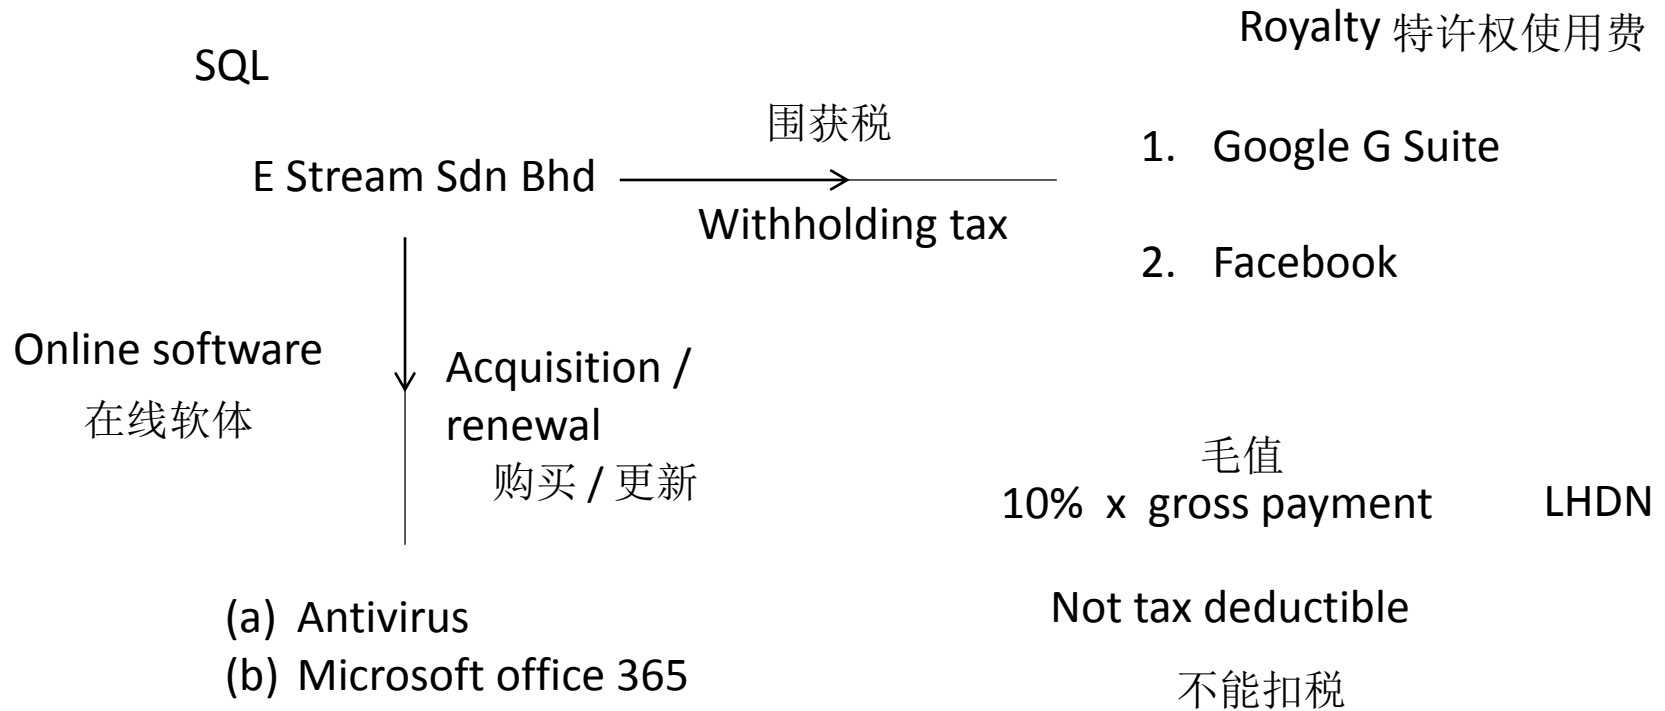 Royalty 特许权使用费
SQL
围获税
E Stream Sdn Bhd
Withholding tax
1. Google G Suite
2. Facebook
Online software
在线软体
Acquisition /
renewal
购买 / 更新
毛值
10% x gross payment
LHDN
Not tax deductible
不能扣税
(a) Antivirus
(b) Microsoft office 365